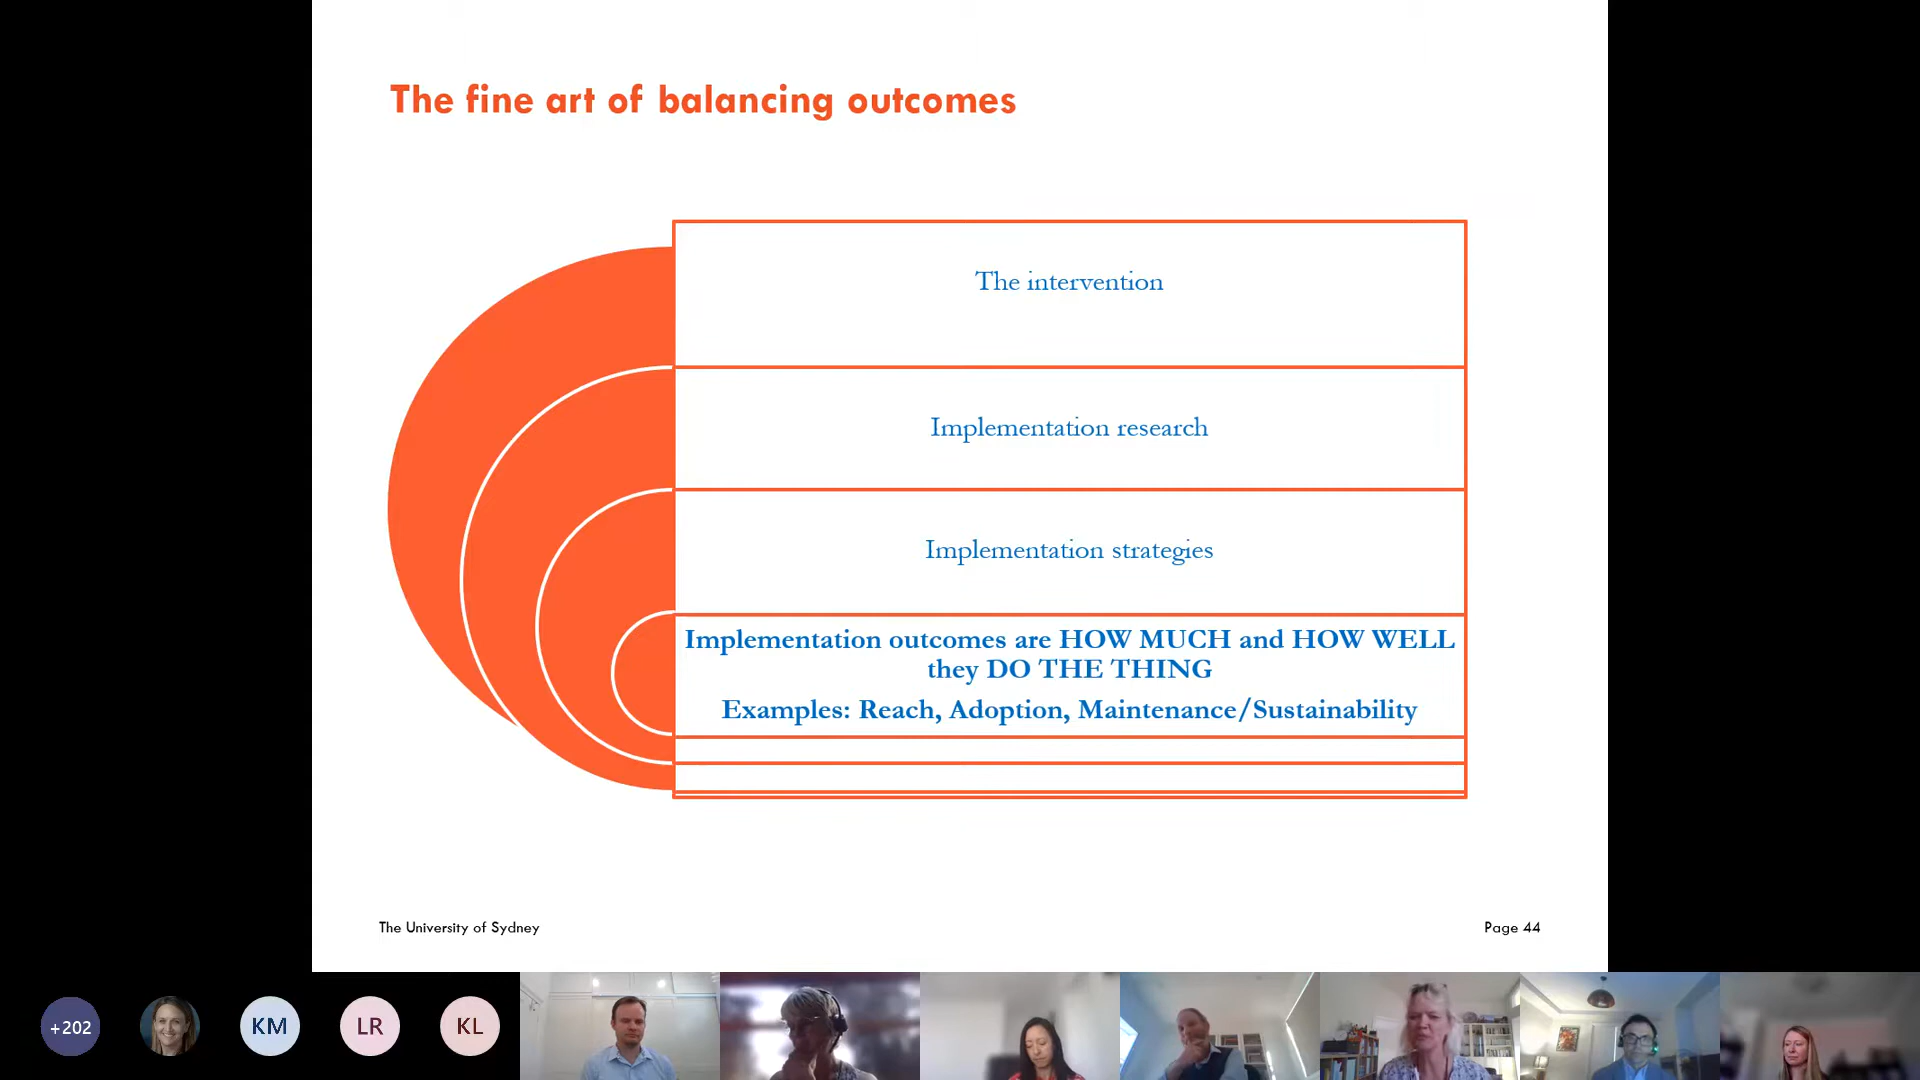 The fine art of balancing outcomes
The intervention
Implementation research
Implementation strategies
Implementation outcomes are HOW MUCH and HOW WELL
they DO THE THING
Examples: Reach, Adoption, Maintenance/Sustainability
The University of Sydney
Page 44
+202
KM
LR
KL